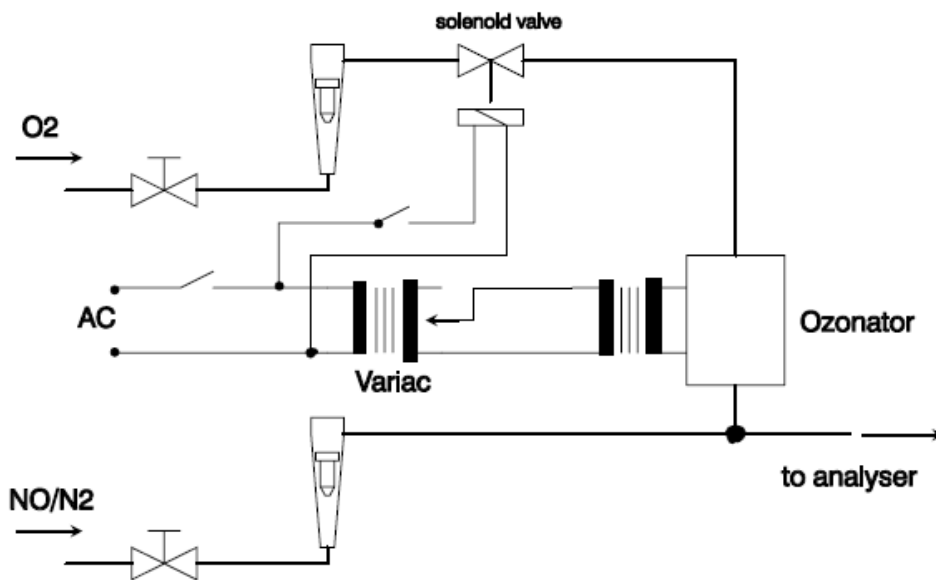 solenoid valve
O2
AC
Ozonator
Variac
to analyser
NO/N2